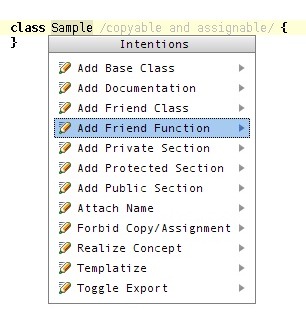 class Sample /copyable and assignable/ {
}
Intentions
Add Base Class
Add Documentation
Add Friend Class
Add Friend Function
Add Private Section
Add Protected Section
Add Public Section
Attach Name
Forbid Copy/Assignment
Realize Concept
Templatize
Toggle Export